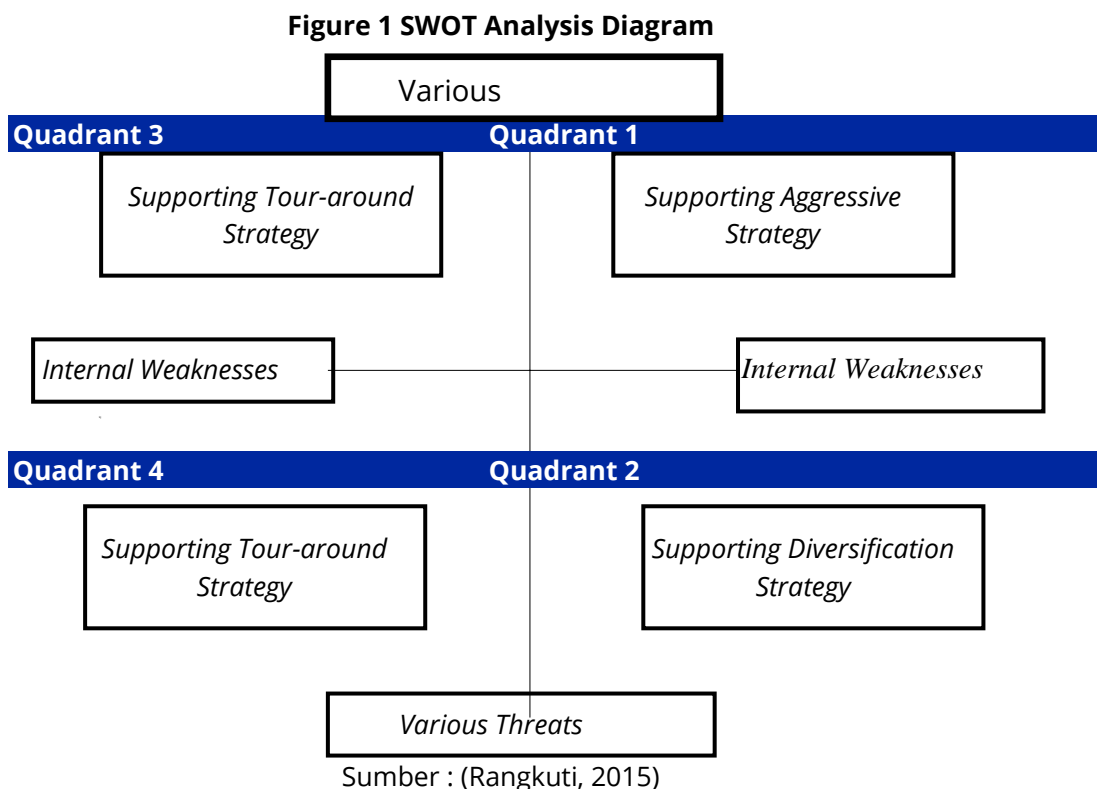 Figure 1 SWOT Analysis Diagram
Various
Quadrant 3
Quadrant 1
Supporting Tour-around
Strategy
Supporting Aggressive
Strategy
Internal Weaknesses
Internal Weaknesses
Quadrant 4
Quadrant 2
Supporting Tour-around
Strategy
Supporting Diversification
Strategy
Various Threats
Sumber : (Rangkuti, 2015)